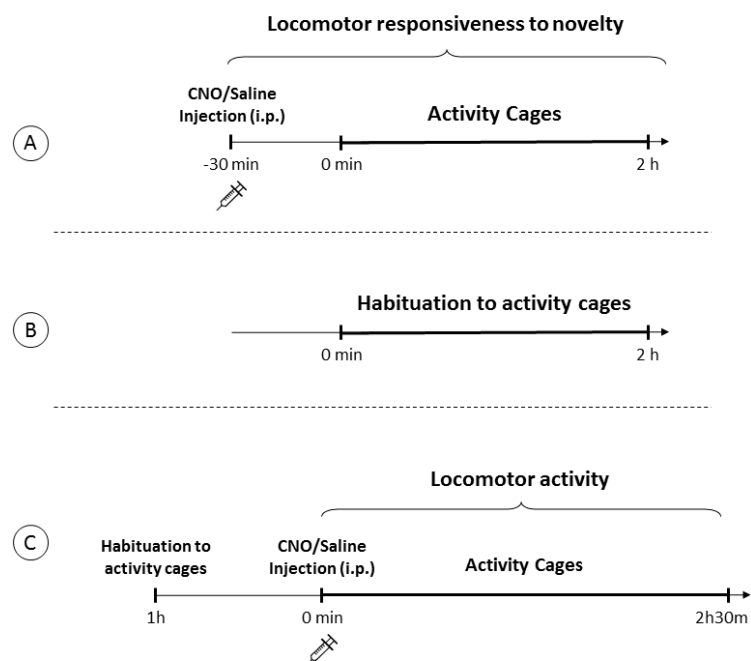 Locomotor responsiveness to novelty
CNO/Saline
Injection (i.p.)
Activity Cages
A
-30 min
0 min
2 h
Habituation to activity cages
B
0 min
2 h
Locomotor activity
C
Habituation to
activity cages
CNO/Saline
Injection (i.p.)
Activity Cages
1h
0 min
2h30m